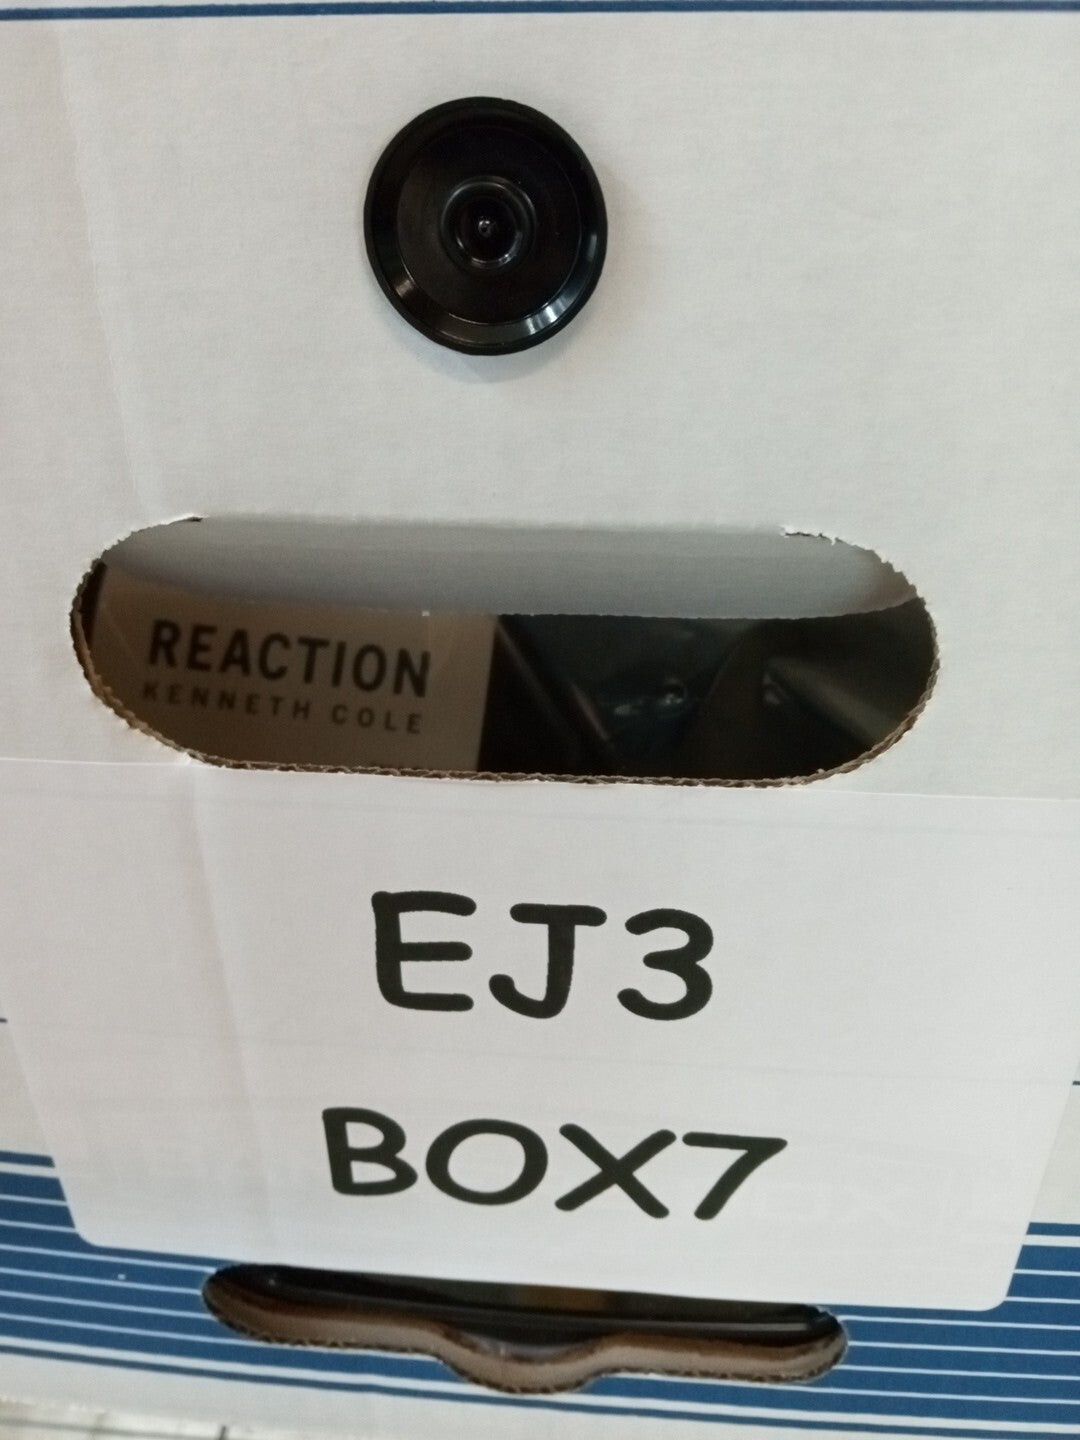 REACTION
KENNETH COLE
EJ3
BOX7